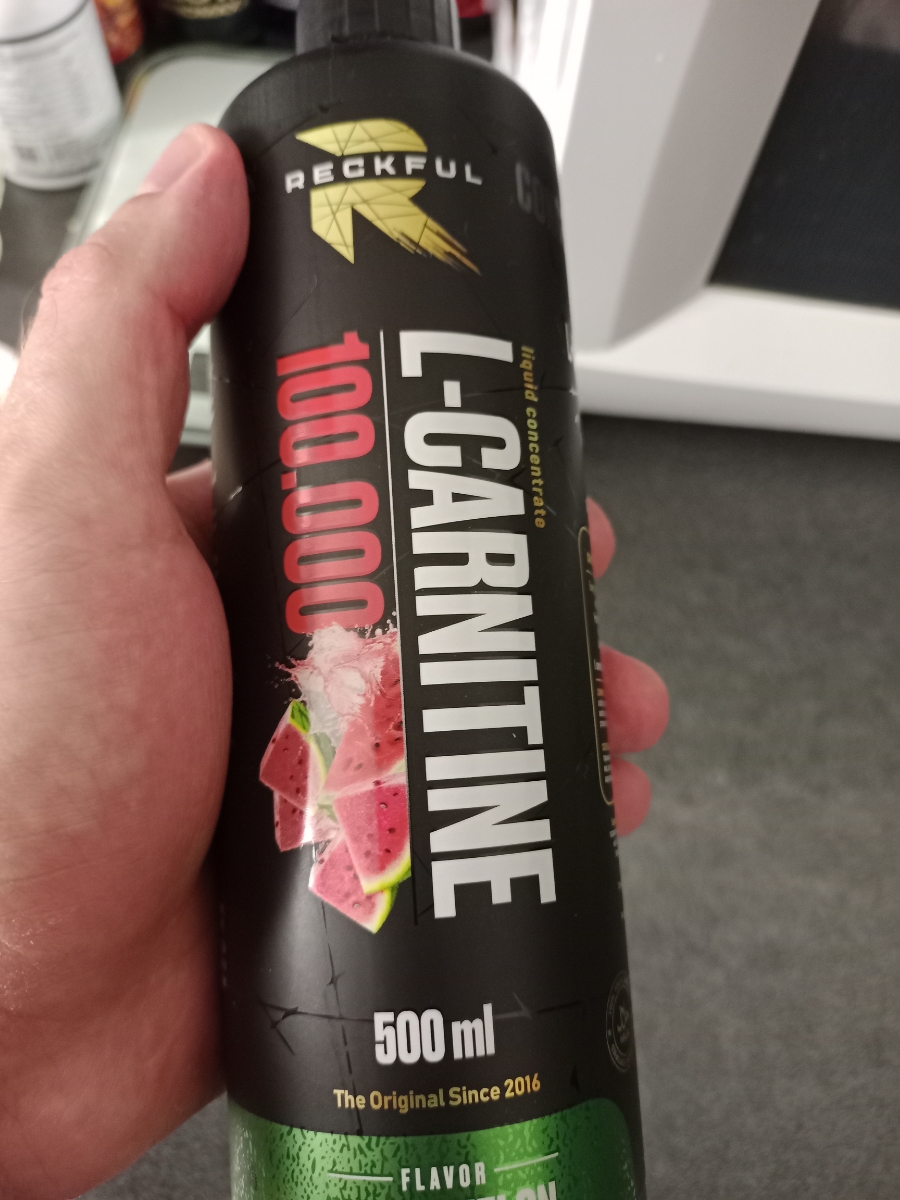 RECKFUL
liquid concentrate
L-CARNITINE
100.000
500 ml
The Original Since 2016
FLAVOR